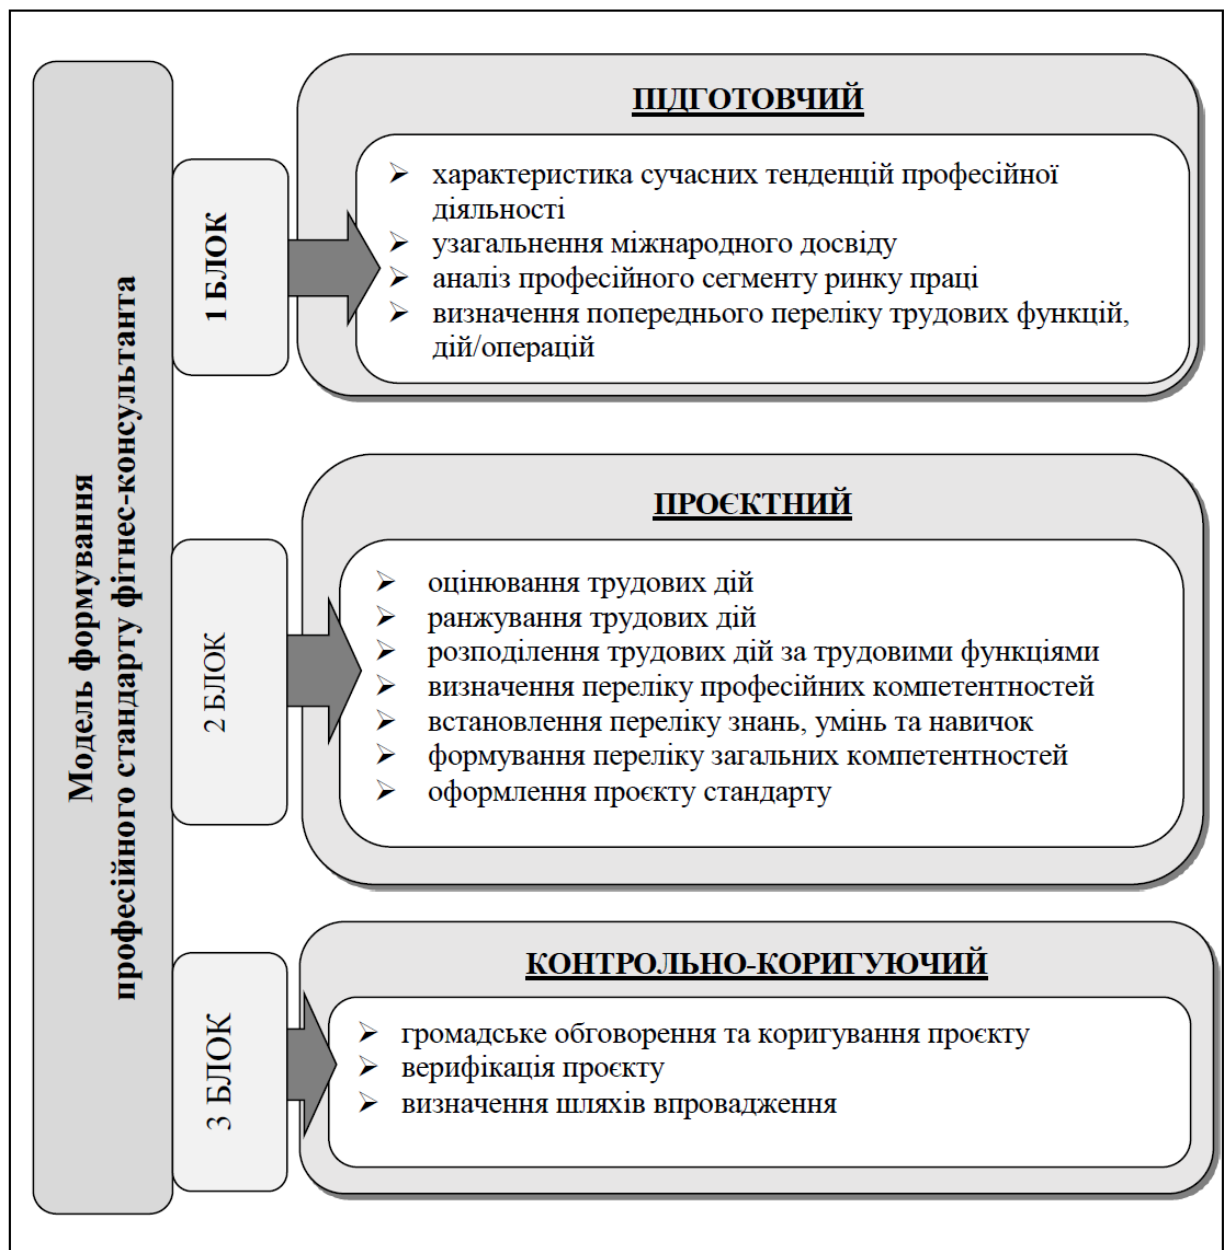 Модель формування
професійного стандарту фітнес-консультанта
1 БЛОК
ПІДГОТОВЧИЙ
➢ характеристика сучасних тенденцій професійної
діяльності
➢ узагальнення міжнародного досвіду
➢ аналіз професійного сегменту ринку праці
➢ визначення попереднього переліку трудових функцій,
дій/операцій
2 БЛОК
ПРОЄКТНИЙ
➢ оцінювання трудових дій
➢ ранжування трудових дій
➢ розподілення трудових дій за трудовими функціями
➢ визначення переліку професійних компетентностей
➢ встановлення переліку знань, умінь та навичок
➢ формування переліку загальних компетентностей
➢ оформлення проєкту стандарту
3 БЛОК
КОНТРОЛЬНО-КОРИГУЮЧИЙ
➢ громадське обговорення та коригування проєкту
➢ верифікація проєкту
➢ визначення шляхів впровадження